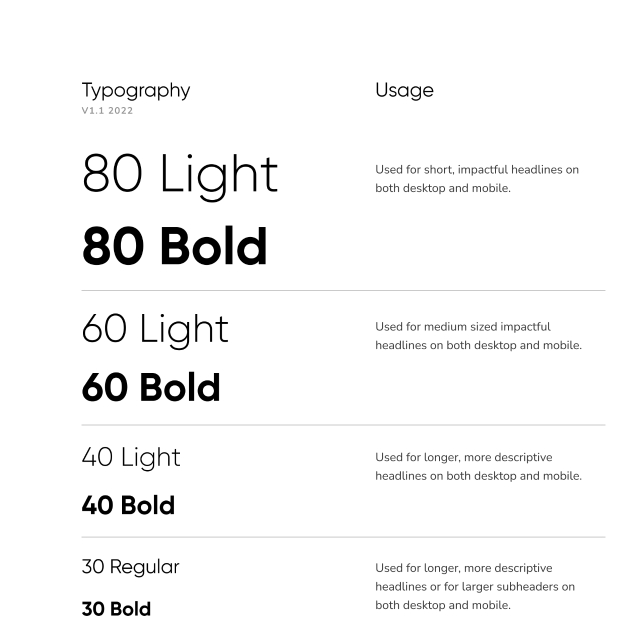 Typography
V1.1 2022
Usage
80 Light
80 Bold
Used for short, impactful headlines on
both desktop and mobile.
60 Light
60 Bold
Used for medium sized impactful
headlines on both desktop and mobile.
40 Light
40 Bold
Used for longer, more descriptive
headlines on both desktop and mobile.
30 Regular
30 Bold
Used for longer, more descriptive
headlines or for larger subheaders on
both desktop and mobile.